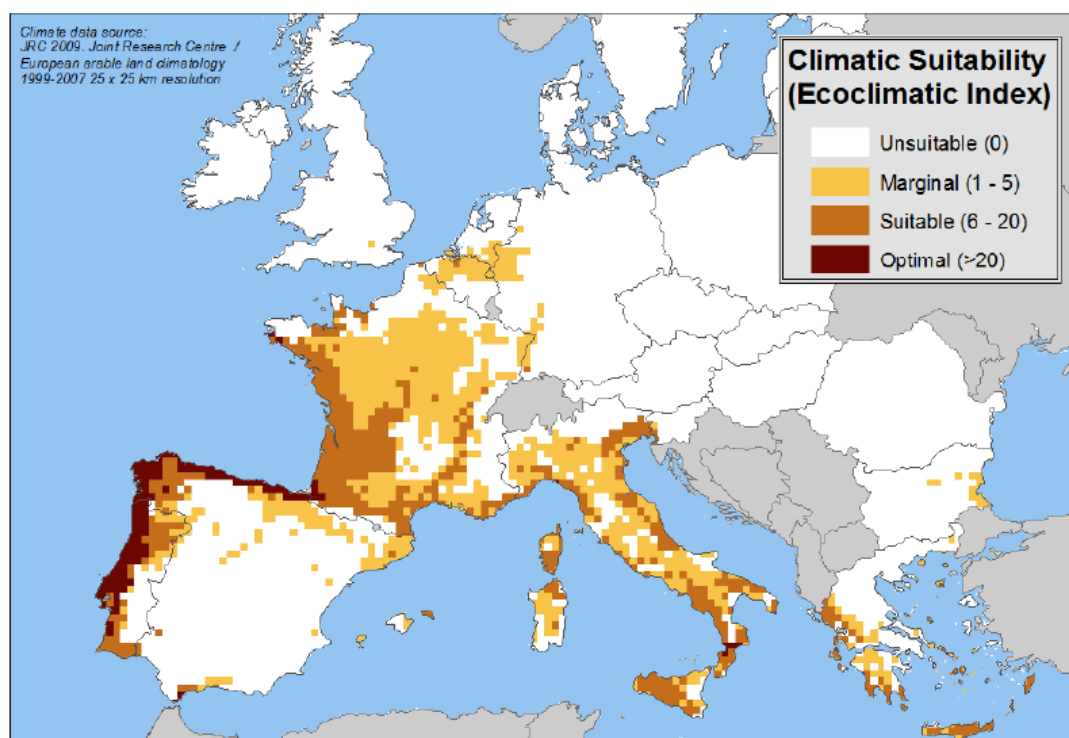 Climate data source:
JRC 2009. Joint Research Centre /
European arable land climatology
1999-2007 25 x 25 km resolution
Climatic Suitability
(Ecoclimatic Index)
Unsuitable (0)
Marginal (1 - 5)
Suitable (6 - 20)
Optimal (>20)